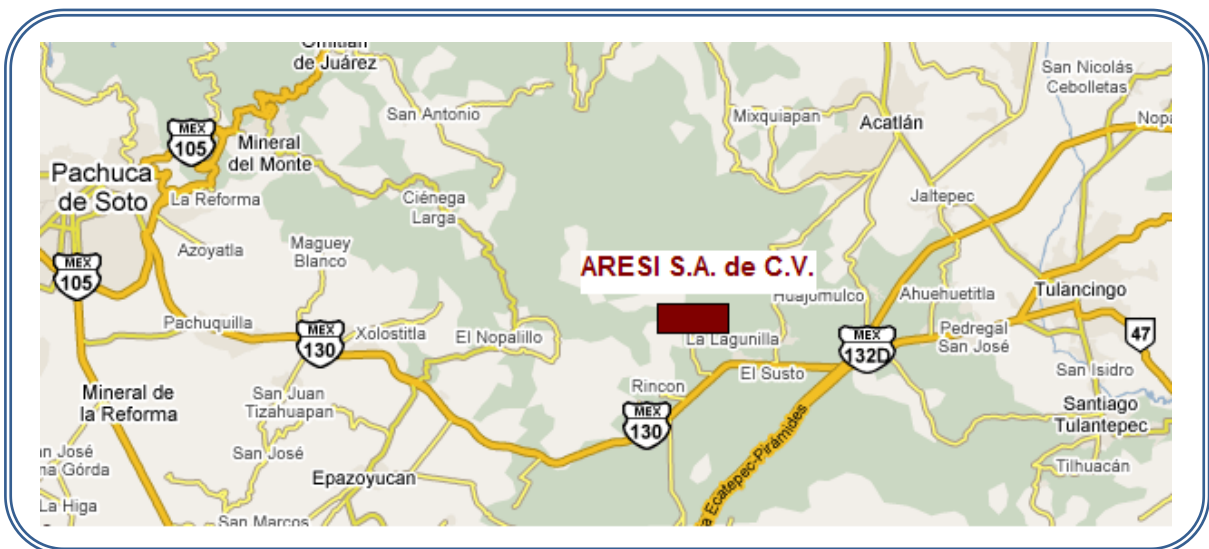 Omitlán
de Juárez
San Nicolás
Cebolletas
San Antonio
Mixquiapan
Acatlán
MEX
105
Mineral
del Monte
Pachuca
de Soto
La Reforma
Ciénega
Larga
Jaltepec
Azoyatla
Maguey
Blanco
MEX
105
ARESI S.A. de C.V.
Huajomulco
Ahuehuetitla
Tulancingo
Pachuquilla
MEX
130
Xolostitla
El Nopalillo
La Lagunilla
MEX
132D
Pedregal
San José
47
El Susto
San Isidro
Mineral de
la Reforma
San Juan
Tizahuapan
Rincon
MEX
130
Santiago
Tulantepec
San José
Epazoyucan
Ecatepec-Pirámides
Tilhuacán
La Higa
San Marcos